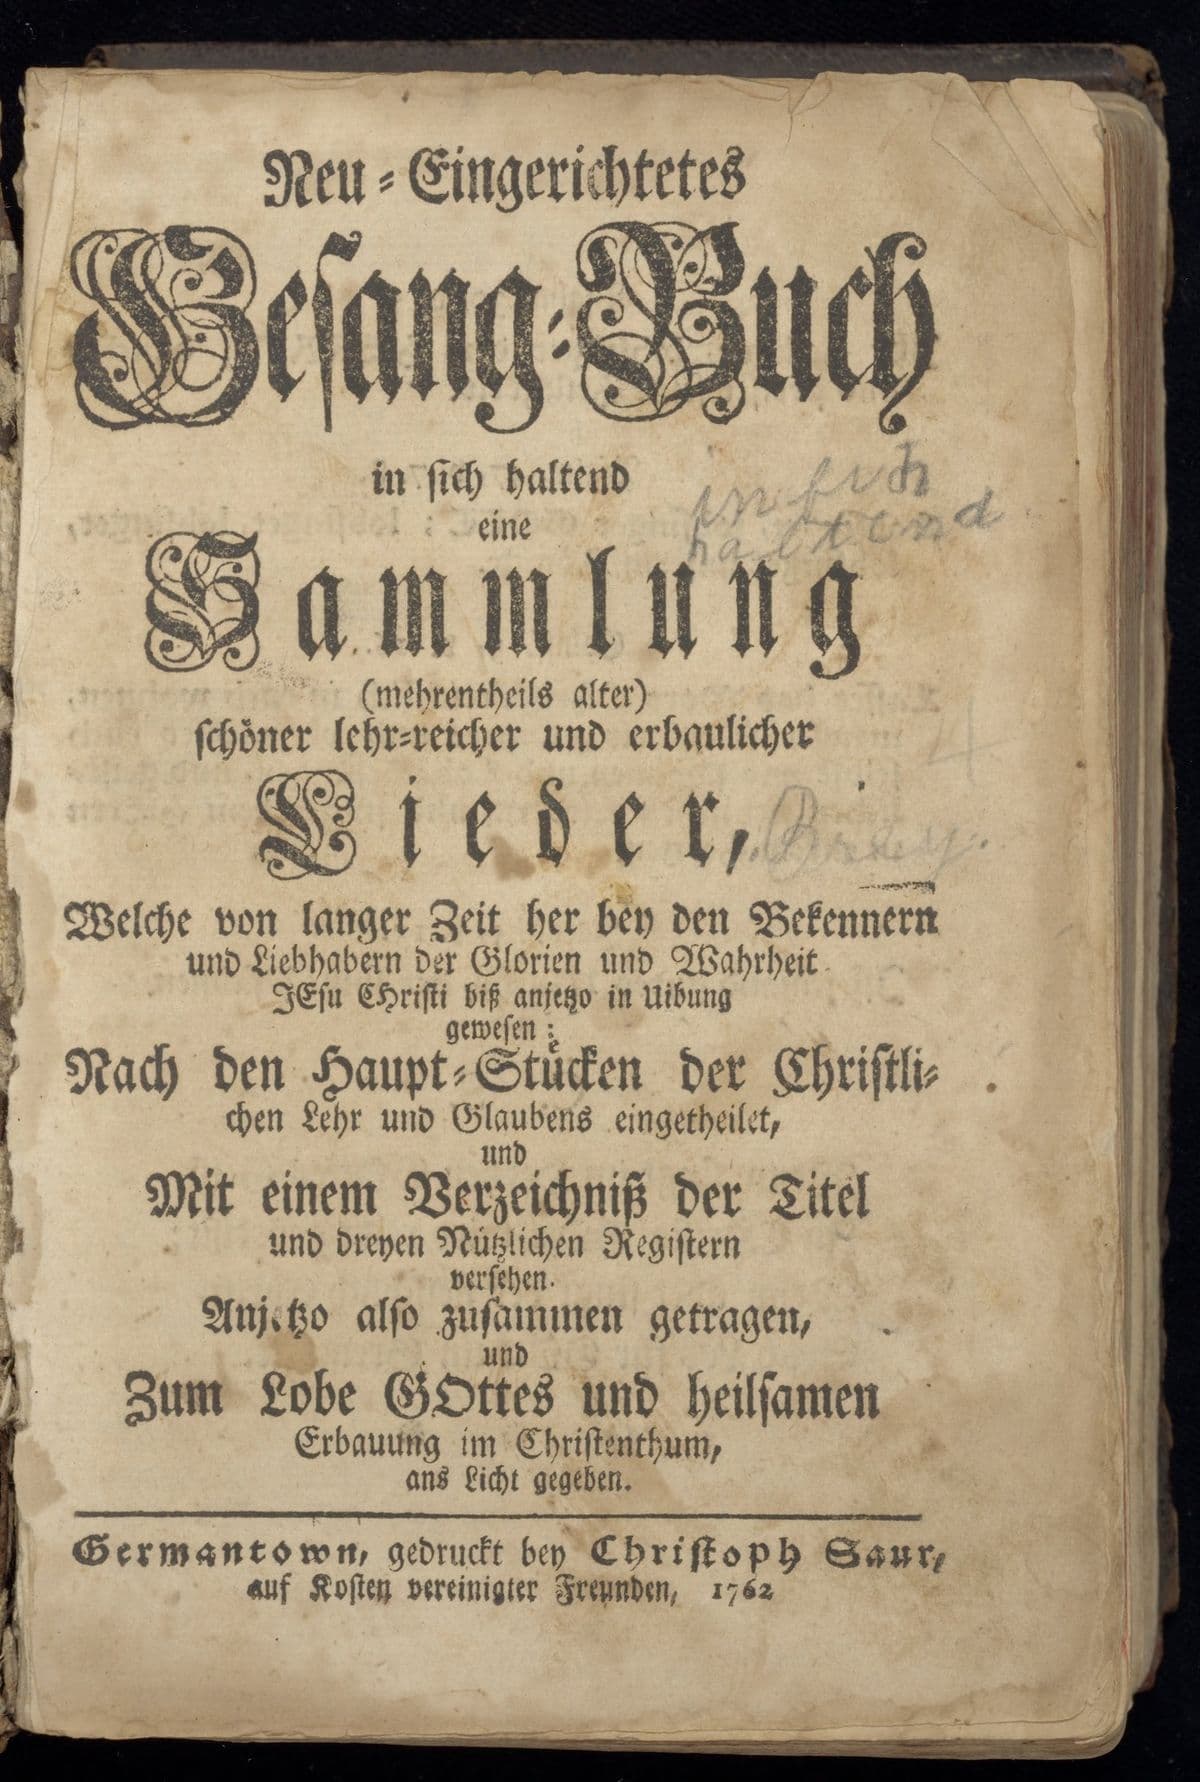 Neu-Eingerichtetes
Gesang-Buch
in sich haltend
in sich
haltend
eine
Sammlung
(mehrentheils alter)
schöner lehr-reicher und erbaulicher
Lieder,
Welche von langer Zeit her bey den Bekennern
und Liebhabern der Glorien und Wahrheit
JEsu CHristi biß anjetzo in Uibung
gewesen:
Nach den Haupt-Stücken der Christli-
chen Lehr und Glaubens eingetheilet,
und
Mit einem Verzeichniß der Titel
und dreyen Nützlichen Registern
versehen.
Anjetzo also zusammen getragen,
und
Zum Lobe GOttes und heilsamen
Erbauung im Christenthum,
ans Licht gegeben.
Germantown, gedruckt bey Christoph Saur,
auf Kosten vereinigter Freunden, 1762